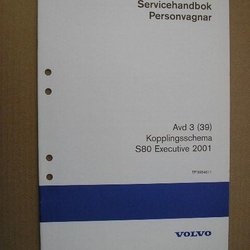 Servicehandbok
Personvagnar
Avd 3 (39)
Kopplingsschema
S80 Executive 2001
VOLVO